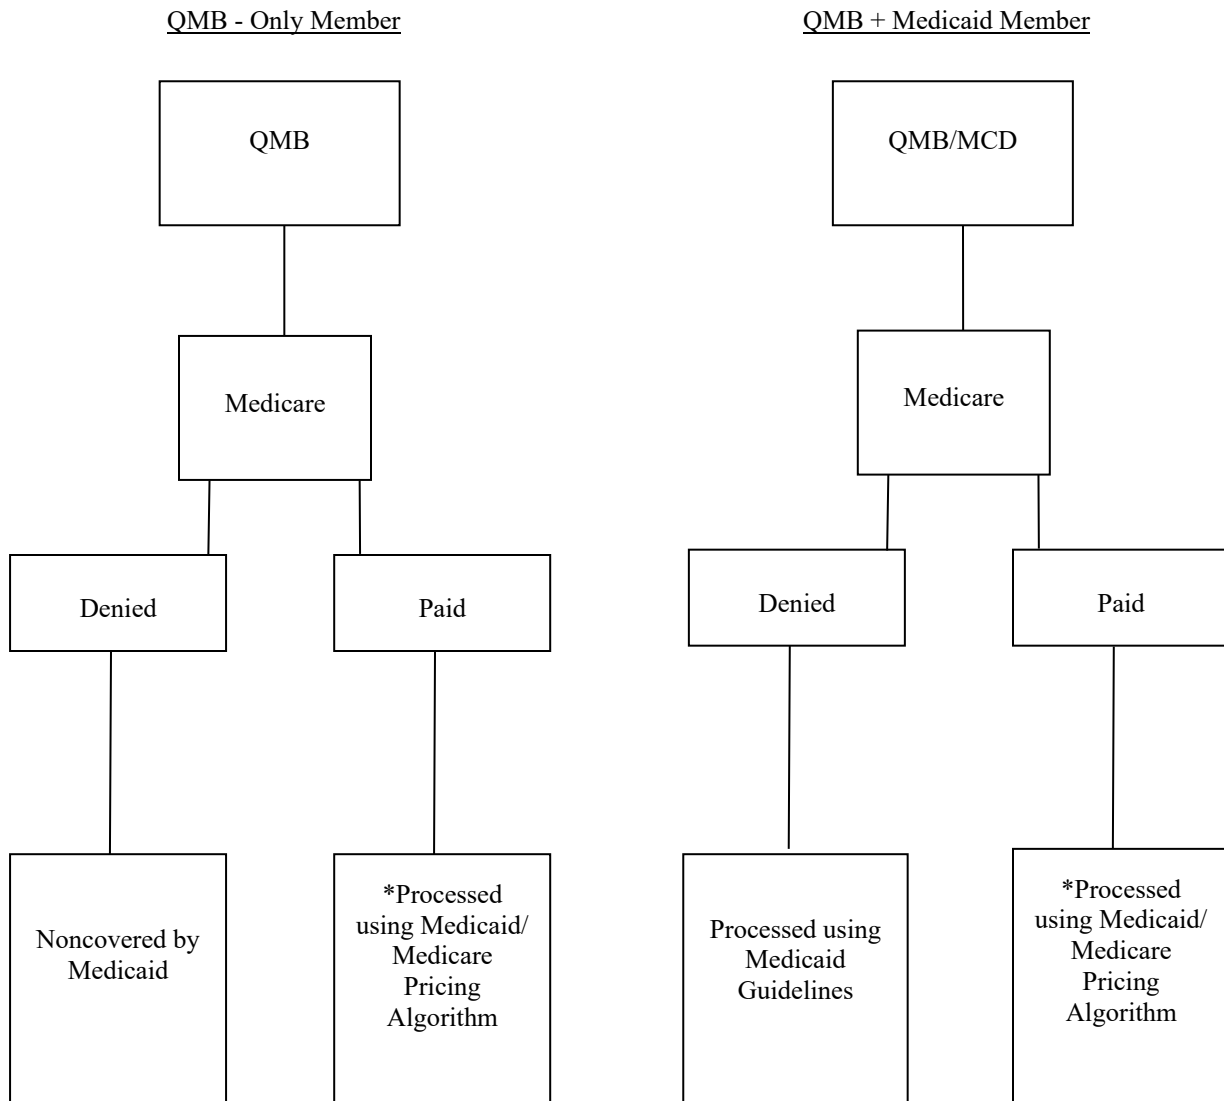 QMB - Only Member
QMB + Medicaid Member
QMB
QMB/MCD
Medicare
Medicare
Denied
Paid
Denied
Paid
Noncovered by
Medicaid
*Processed
using Medicaid/
Medicare
Pricing
Algorithm
Processed using
Medicaid
Guidelines
*Processed
using Medicaid/
Medicare
Pricing
Algorithm